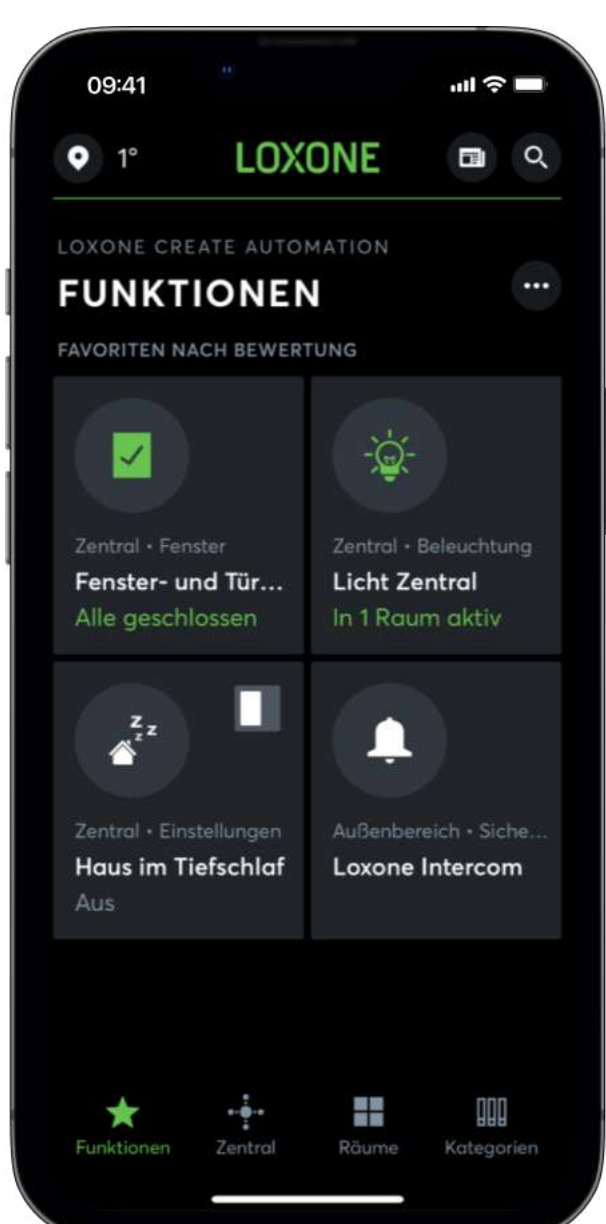 09:41
1°
LOXONE
LOXONE CREATE AUTOMATION
FUNKTIONEN
FAVORITEN NACH BEWERTUNG
Zentral • Fenster
Fenster- und Tür...
Alle geschlossen
Zentral • Beleuchtung
Licht Zentral
In 1 Raum aktiv
z z z
Zentral • Einstellungen
Haus im Tiefschlaf
Aus
Außenbereich • Siche...
Loxone Intercom
Funktionen
Zentral
Räume
Kategorien